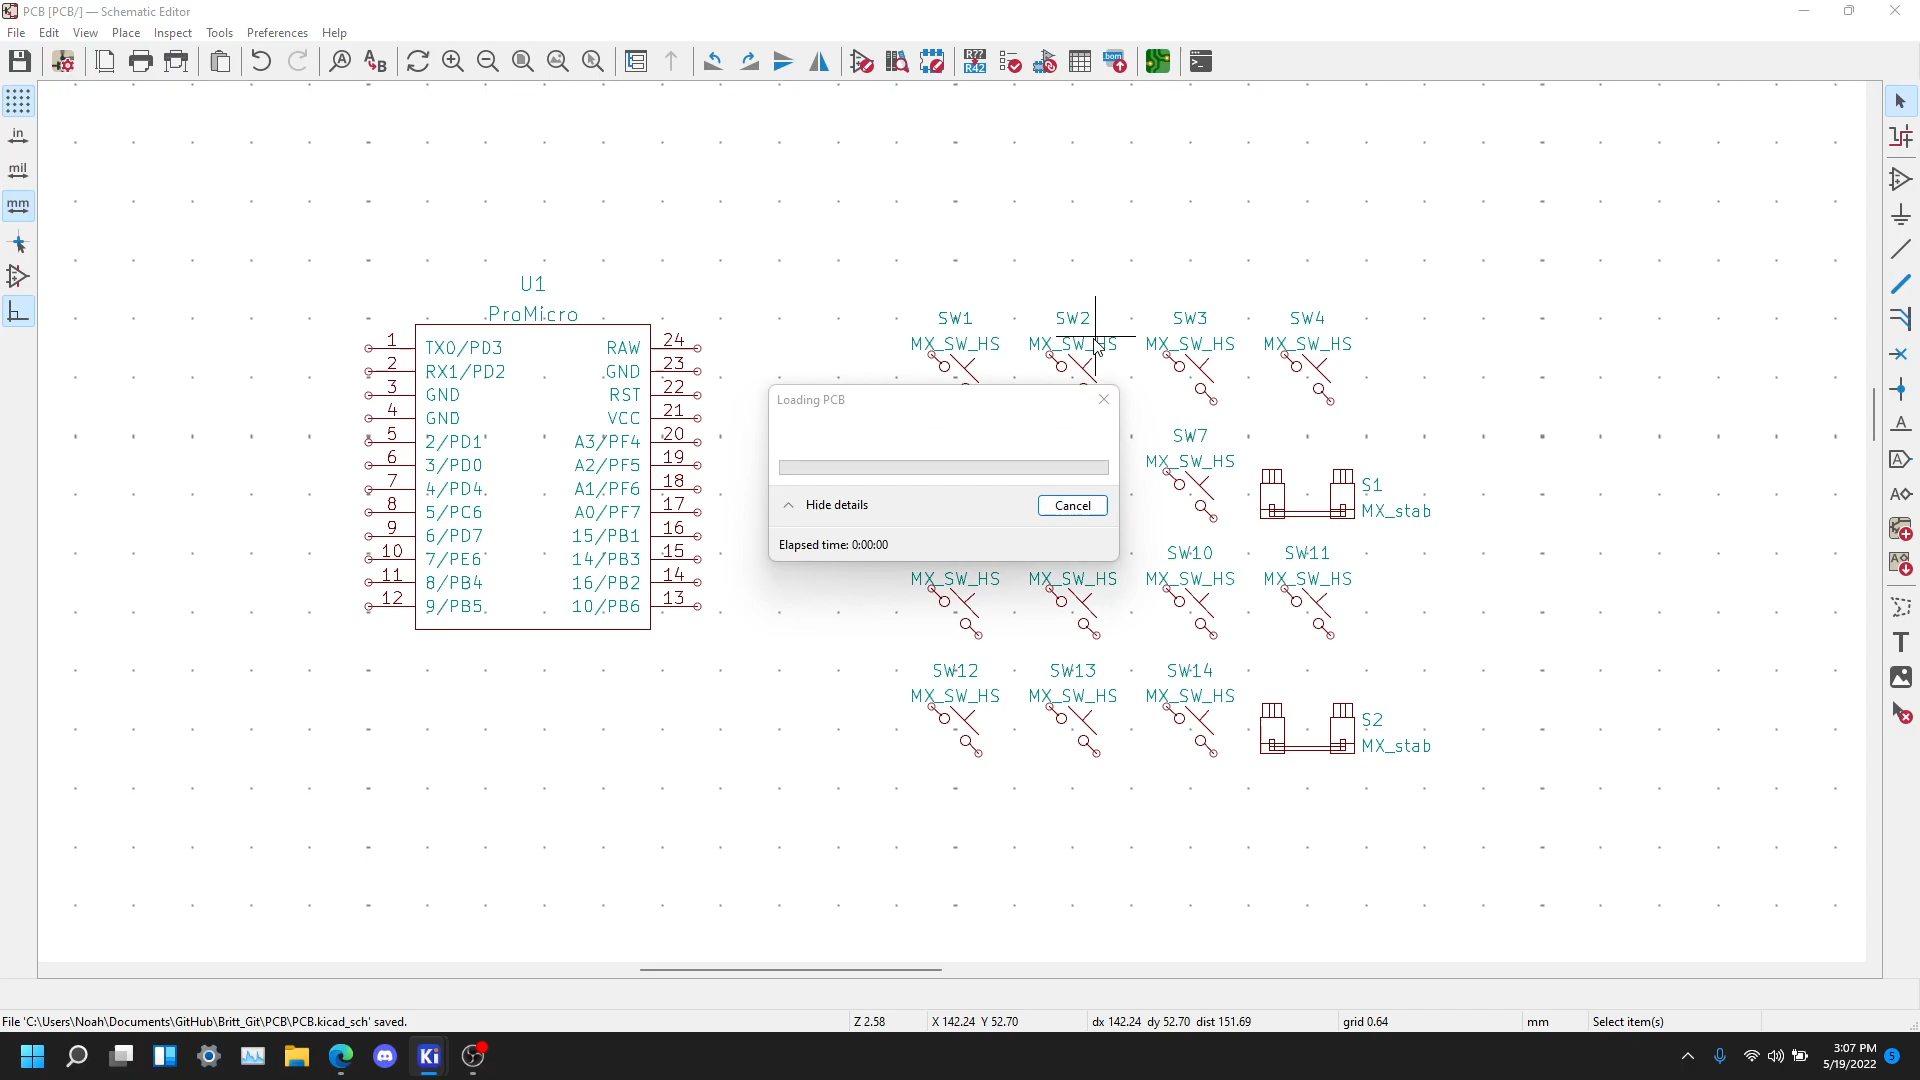 PCB [PCB/] — Schematic Editor
File Edit View Place Inspect Tools Preferences Help
R??
R42
bom
in
mil
mm
U1
ProMicro
1 TX0/PD3 RAW 24
2 RX1/PD2 GND 23
3 GND RST 22
4 GND VCC 21
5 2/PD1 A3/PF4 20
6 3/PD0 A2/PF5 19
7 4/PD4 A1/PF6 18
8 5/PC6 A0/PF7 17
9 6/PD7 15/PB1 16
10 7/PE6 14/PB3 15
11 8/PB4 16/PB2 14
12 9/PB5 10/PB6 13
SW1 SW2 SW3 SW4
MX_SW_HS MX_SW_HS MX_SW_HS MX_SW_HS
Loading PCB
Hide details Cancel
Elapsed time: 0:00:00
SW7
MX_SW_HS
S1
MX_stab
SW10 SW11
MX_SW_HS MX_SW_HS MX_SW_HS MX_SW_HS
SW12 SW13 SW14
MX_SW_HS MX_SW_HS MX_SW_HS
S2
MX_stab
File 'C:\Users\Noah\Documents\GitHub\Britt_Git\PCB\PCB.kicad_sch' saved. Z 2.58 X 142.24 Y 52.70 dx 142.24 dy 52.70 dist 151.69 grid 0.64 mm Select item(s)
Ki
3:07 PM
5/19/2022
5